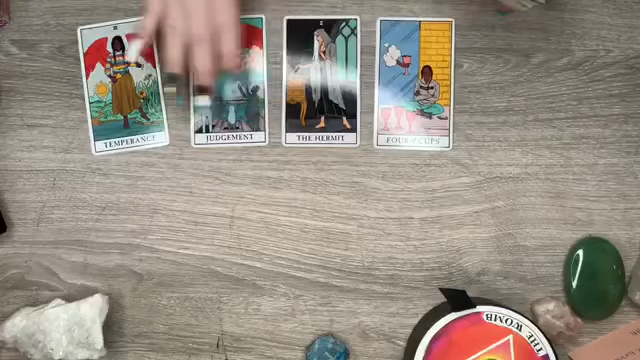 TEMPERANCE
JUDGEMENT
THE HERMIT
FOUR of CUPS
THE WOMB